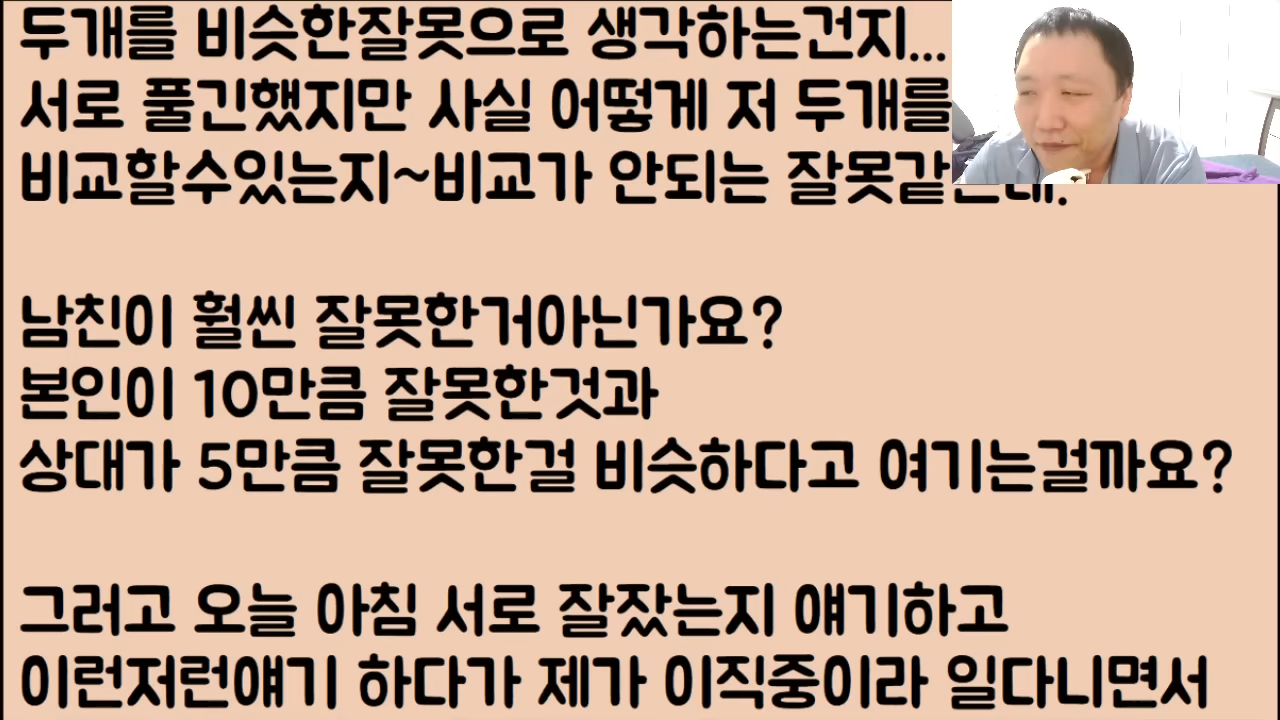 두개를 비슷한잘못으로 생각하는건지...
서로 풀긴했지만 사실 어떻게 저 두개를
비교할수있는지~비교가 안되는
남친이 훨씬 잘못한거아닌가요?
본인이 10만큼 잘못한것과
상대가 5만큼 잘못한걸 비슷하다고 여기는걸까요?
그러고 오늘 아침 서로 잘잤는지 얘기하고
이런저런얘기 하다가 제가 이직중이라 일다니면서